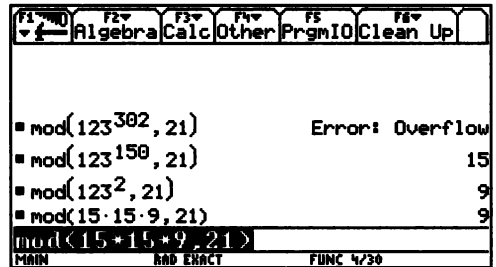 F1 F2 F3 F4 F5 F6
Algebra Calc Other PrgmIO Clean Up
mod(123^302, 21) Error: Overflow
mod(123^150, 21) 15
mod(123^2, 21) 9
mod(15·15·9, 21) 9
mod(15*15*9,21)
MAIN RAD EXACT FUNC 4/30